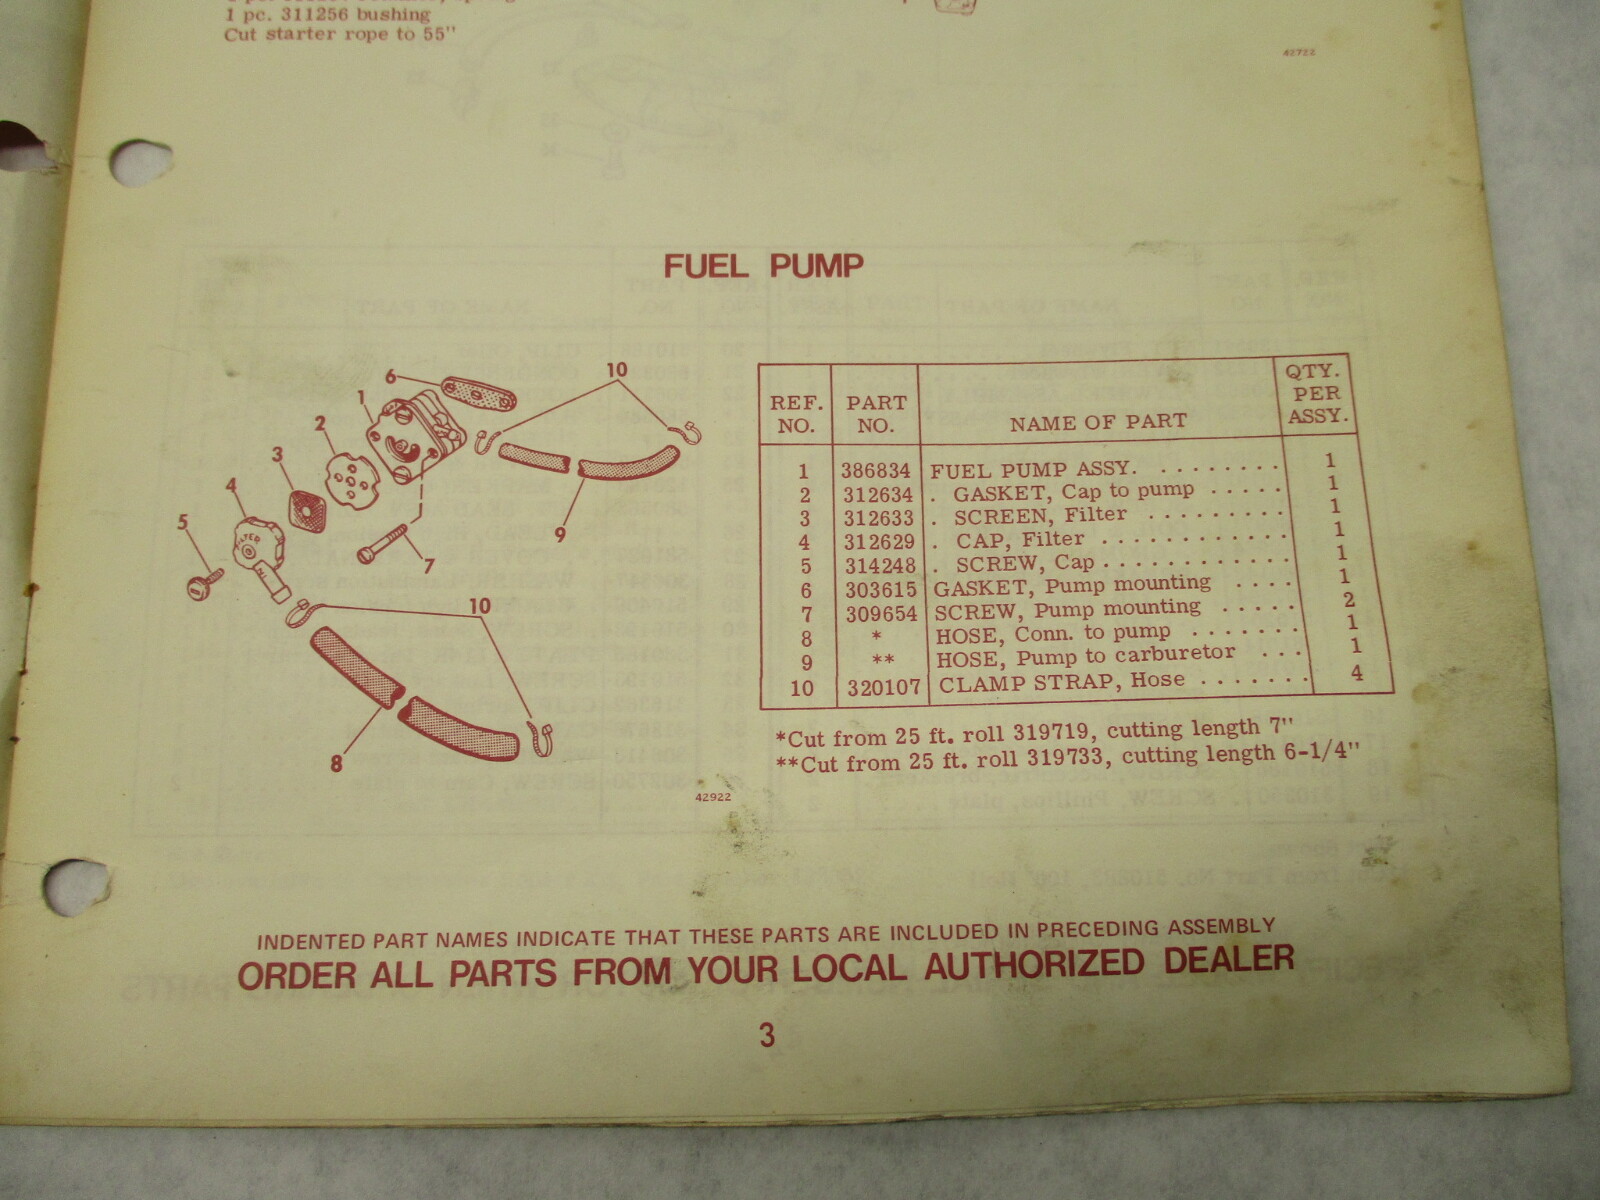 1 pc. 311256 bushing
Cut starter rope to 55"
42722
FUEL PUMP
6
10
1
2
3
4
5
9
7
10
8
42922
REF. NO. PART NO. NAME OF PART QTY. PER ASSY.
1 386834 FUEL PUMP ASSY. . . . . . . . . 1
2 312634 . GASKET, Cap to pump . . . . . 1
3 312633 . SCREEN, Filter . . . . . . . . . 1
4 312629 . CAP, Filter . . . . . . . . . . . . 1
5 314248 . SCREW, Cap . . . . . . . . . . . . 1
6 303615 GASKET, Pump mounting . . . . 1
7 309654 SCREW, Pump mounting . . . . . 2
8 * HOSE, Conn. to pump . . . . . . . 1
9 ** HOSE, Pump to carburetor . . . 1
10 320107 CLAMP STRAP, Hose . . . . . . . 4
*Cut from 25 ft. roll 319719, cutting length 7"
**Cut from 25 ft. roll 319733, cutting length 6-1/4"
INDENTED PART NAMES INDICATE THAT THESE PARTS ARE INCLUDED IN PRECEDING ASSEMBLY
ORDER ALL PARTS FROM YOUR LOCAL AUTHORIZED DEALER
3